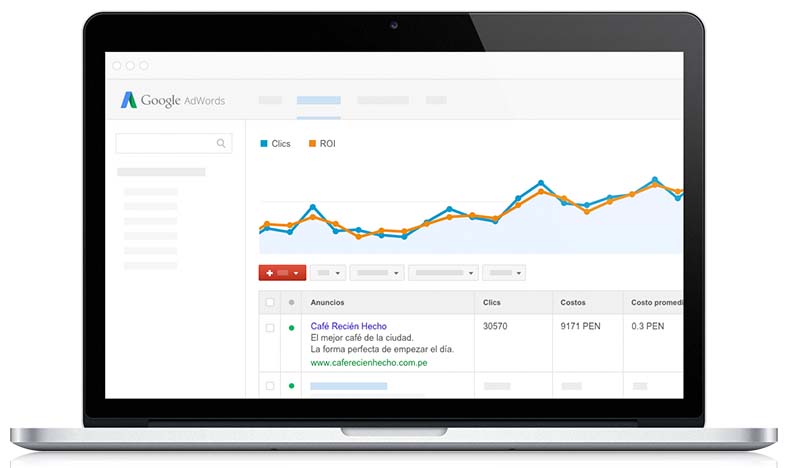 Google AdWords
Clics ROI
Anuncios Clics Costos Costo promedi
Café Recién Hecho 30570 9171 PEN 0.3 PEN
El mejor café de la ciudad.
La forma perfecta de empezar el día.
www.caferecienhecho.com.pe